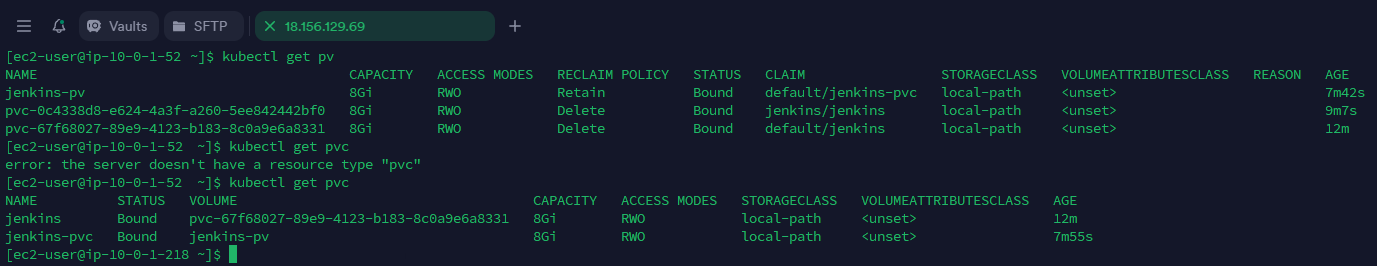 Vaults SFTP 18.156.129.69
[ec2-user@ip-10-0-1-52 ~]$ kubectl get pv
NAME CAPACITY ACCESS MODES RECLAIM POLICY STATUS CLAIM STORAGECLASS VOLUMEATTRIBUTESCLASS REASON AGE
jenkins-pv 8Gi RWO Retain Bound default/jenkins-pvc local-path <unset> 7m42s
pvc-0c4338d8-e624-4a3f-a260-5ee842442bf0 8Gi RWO Delete Bound jenkins/jenkins local-path <unset> 9m7s
pvc-67f68027-89e9-4123-b183-8c0a9e6a8331 8Gi RWO Delete Bound default/jenkins local-path <unset> 12m
[ec2-user@ip-10-0-1-52 ~]$ kubectl get pvc
error: the server doesn't have a resource type "pvc"
[ec2-user@ip-10-0-1-52 ~]$ kubectl get pvc
NAME STATUS VOLUME CAPACITY ACCESS MODES STORAGECLASS VOLUMEATTRIBUTESCLASS AGE
jenkins Bound pvc-67f68027-89e9-4123-b183-8c0a9e6a8331 8Gi RWO local-path <unset> 12m
jenkins-pvc Bound jenkins-pv 8Gi RWO local-path <unset> 7m55s
[ec2-user@ip-10-0-1-218 ~]$